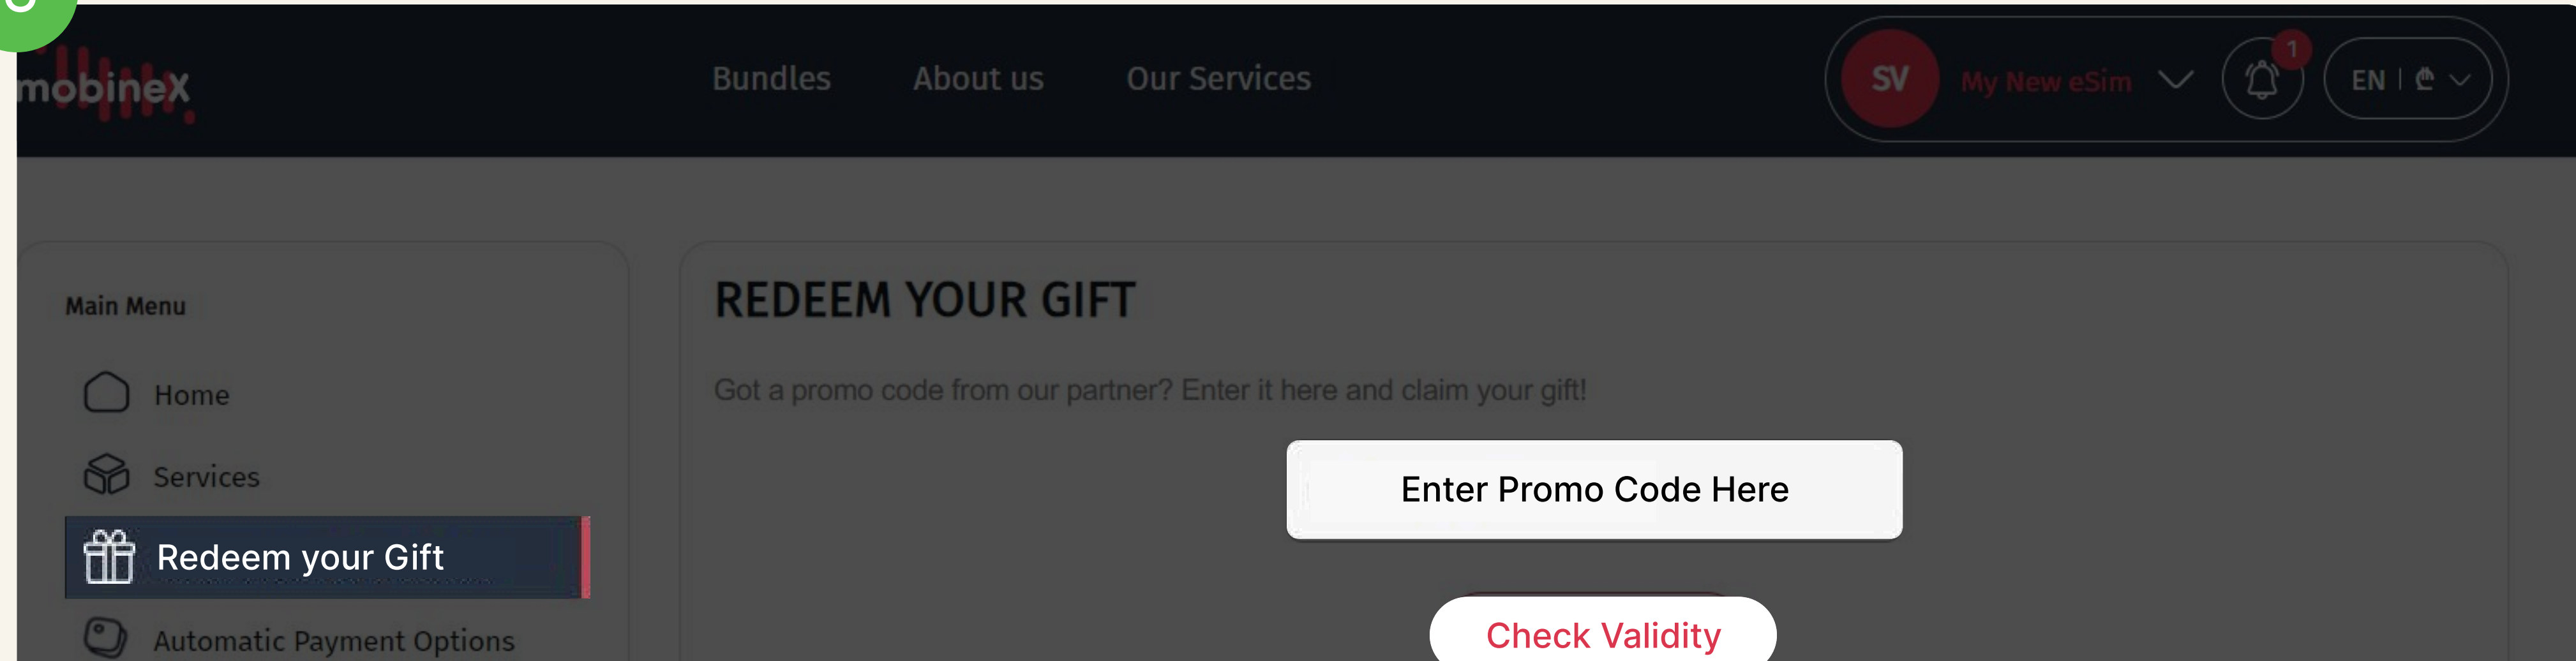 mobinex
Bundles
About us
Our Services
SV
My New eSim
1
EN | ₾
Main Menu
Home
Services
Redeem your Gift
Automatic Payment Options
REDEEM YOUR GIFT
Got a promo code from our partner? Enter it here and claim your gift!
Enter Promo Code Here
Check Validity